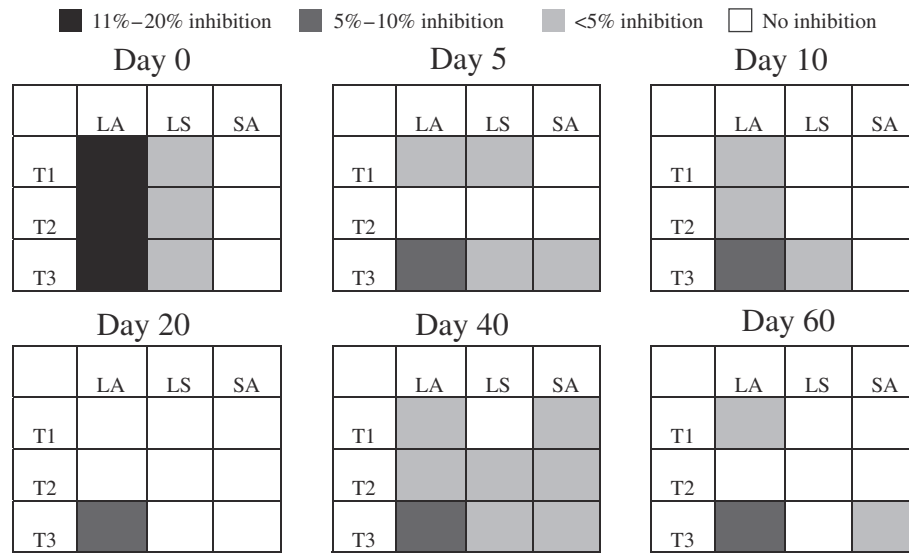 11%–20% inhibition 5%–10% inhibition <5% inhibition No inhibition
Day 0 Day 5 Day 10
LA LS SA LA LS SA LA LS SA
T1 T1 T1
T2 T2 T2
T3 T3 T3
Day 20 Day 40 Day 60
LA LS SA LA LS SA LA LS SA
T1 T1 T1
T2 T2 T2
T3 T3 T3